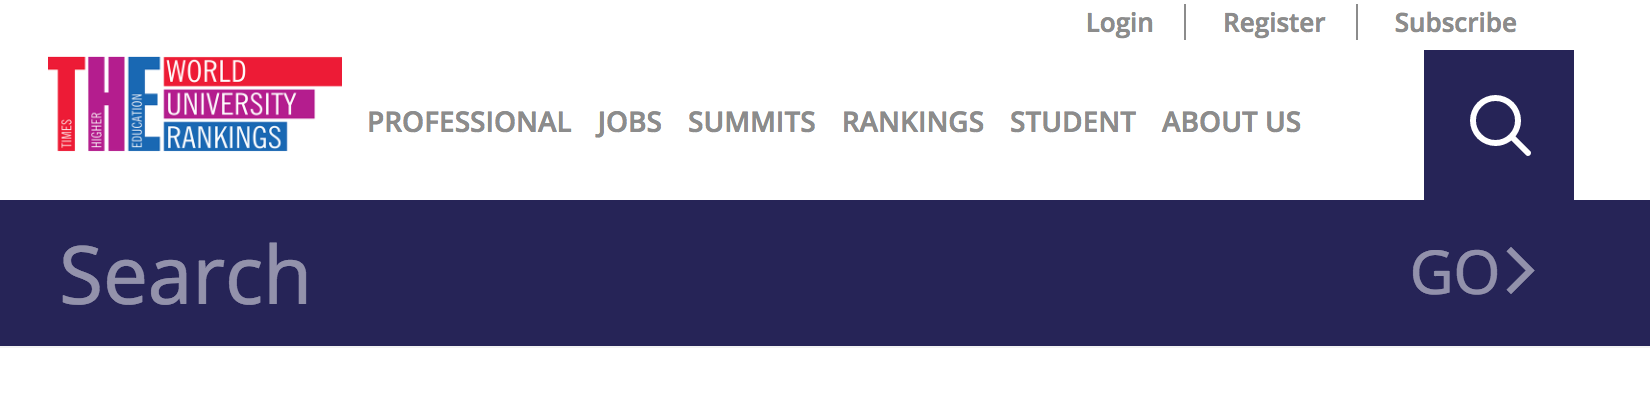 Login Register Subscribe
THE
TIMES
HIGHER
EDUCATION
WORLD
UNIVERSITY
RANKINGS
PROFESSIONAL JOBS SUMMITS RANKINGS STUDENT ABOUT US
Search GO